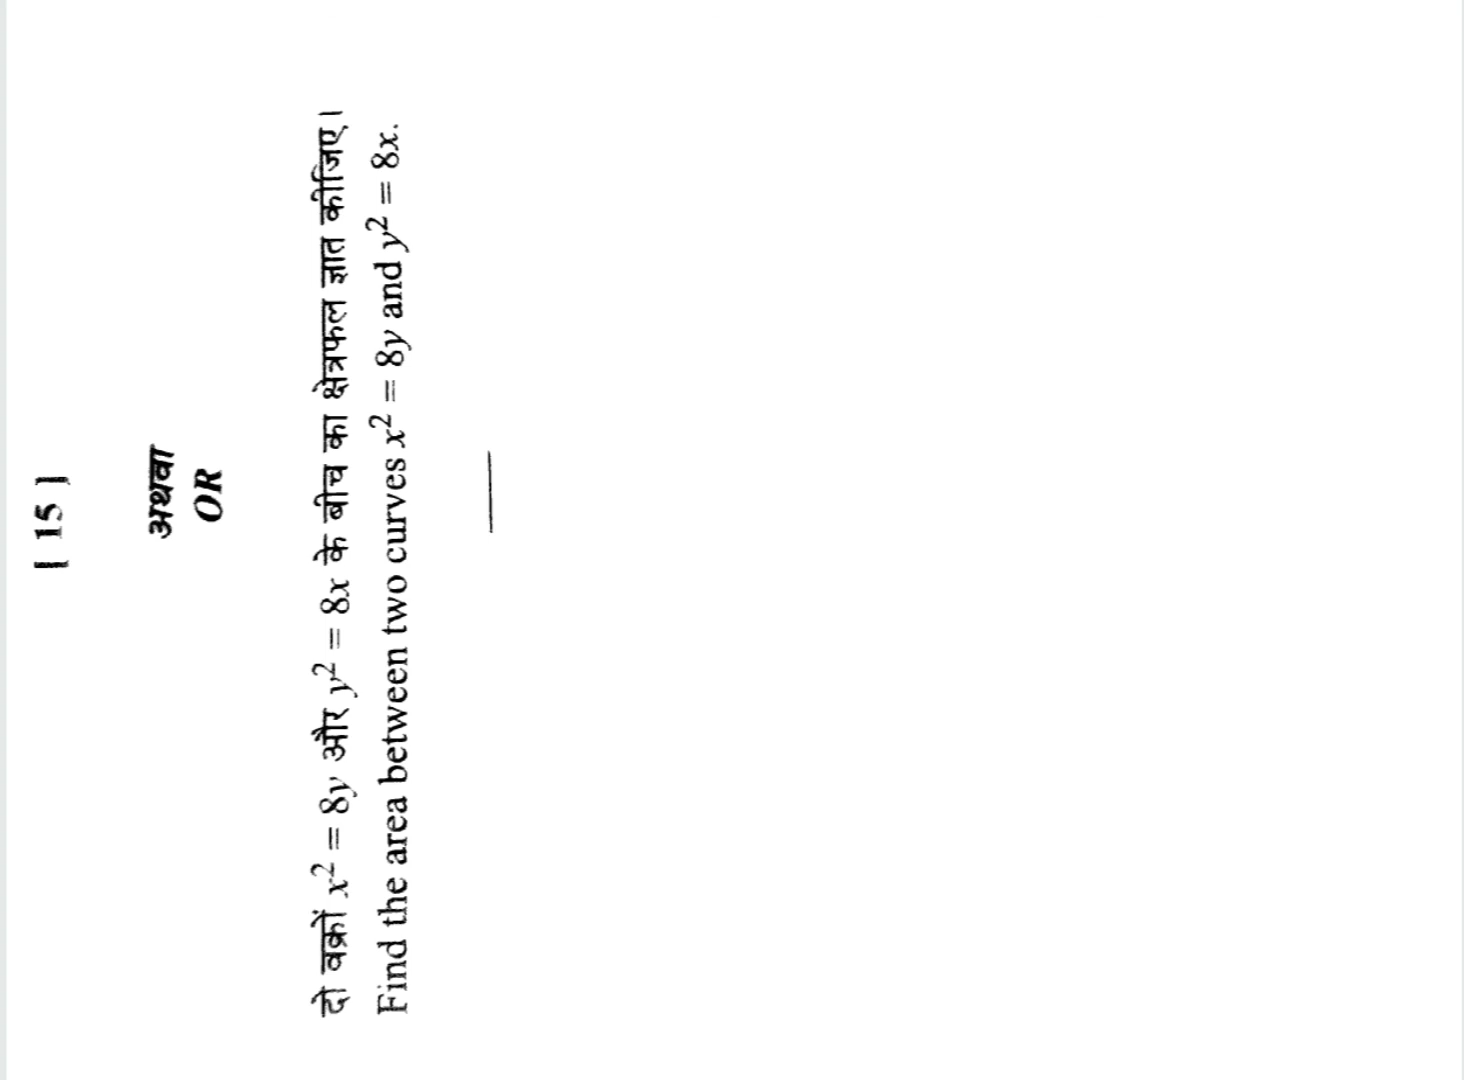 [ 15 ]
अथवा
OR
दो वक्रों x² = 8y और y² = 8x के बीच का क्षेत्रफल ज्ञात कीजिए।
Find the area between two curves x² = 8y and y² = 8x.